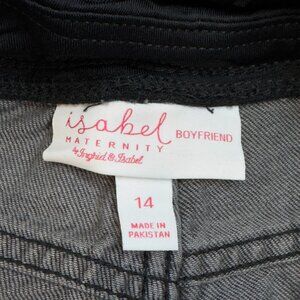 isabel
MATERNITY
by Ingrid & Isabel
BOYFRIEND
14
MADE IN
PAKISTAN